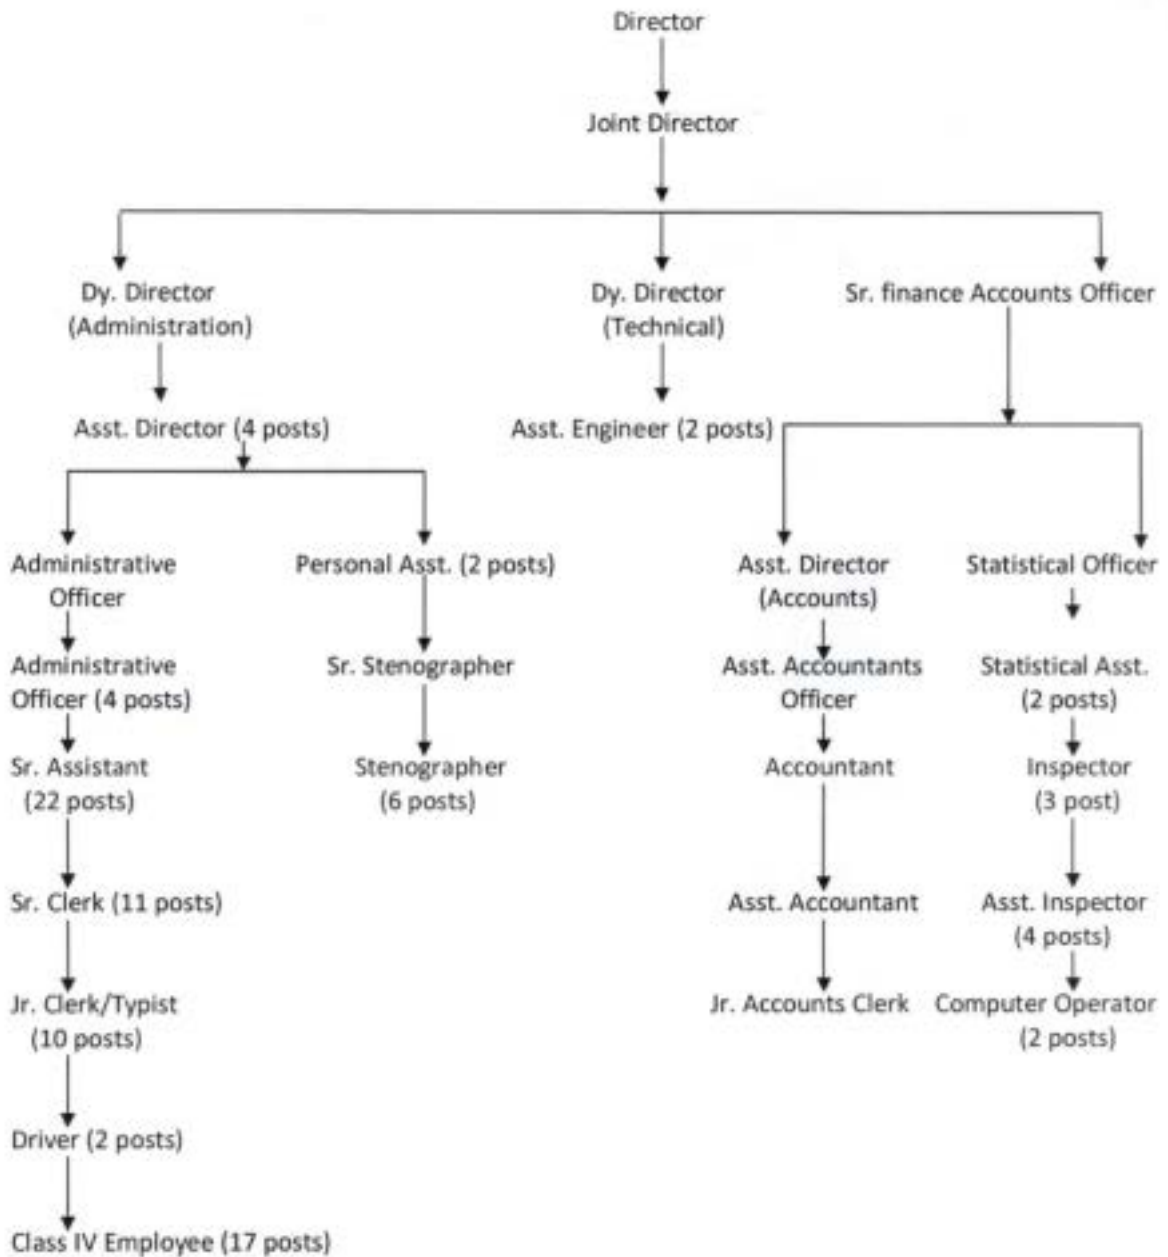 Director
Joint Director
Dy. Director
(Administration)
Dy. Director
(Technical)
Sr. finance Accounts Officer
Asst. Director (4 posts)
Asst. Engineer (2 posts)
Administrative
Officer
Personal Asst. (2 posts)
Asst. Director
(Accounts)
Statistical Officer
Administrative
Officer (4 posts)
Sr. Stenographer
Asst. Accountants
Officer
Statistical Asst.
(2 posts)
Sr. Assistant
(22 posts)
Stenographer
(6 posts)
Accountant
Inspector
(3 post)
Sr. Clerk (11 posts)
Asst. Accountant
Asst. Inspector
(4 posts)
Jr. Clerk/Typist
(10 posts)
Jr. Accounts Clerk
Computer Operator
(2 posts)
Driver (2 posts)
Class IV Employee (17 posts)